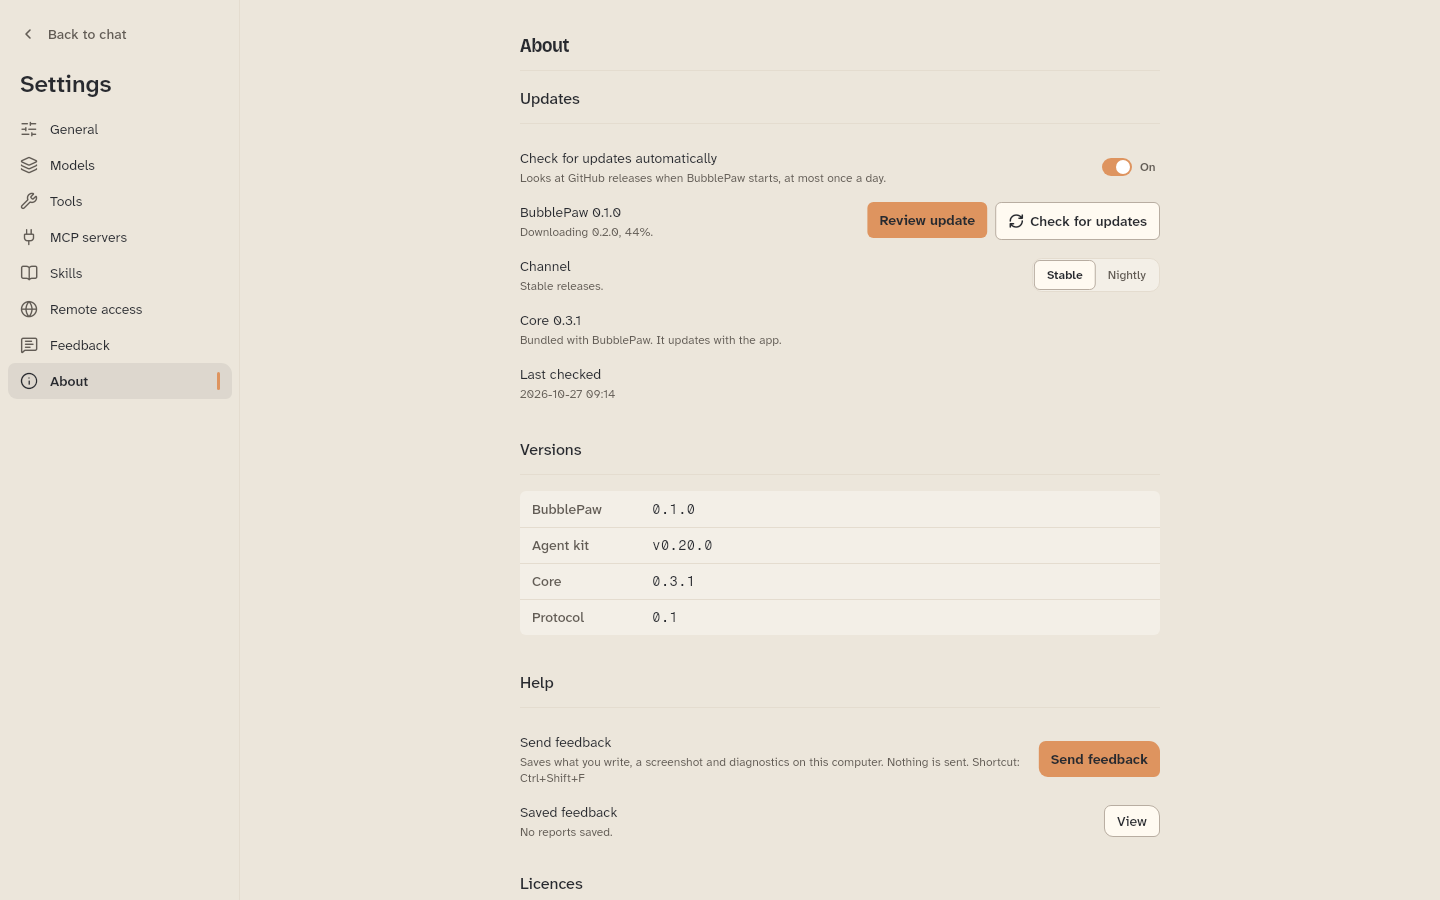 Back to chat
Settings
General
Models
Tools
MCP servers
Skills
Remote access
Feedback
About
About
Updates
Check for updates automatically
Looks at GitHub releases when BubblePaw starts, at most once a day.
On
BubblePaw 0.1.0
Downloading 0.2.0, 44%.
Review update
Check for updates
Channel
Stable releases.
Stable
Nightly
Core 0.3.1
Bundled with BubblePaw. It updates with the app.
Last checked
2026-10-27 09:14
Versions
BubblePaw 0.1.0
Agent kit v0.20.0
Core 0.3.1
Protocol 0.1
Help
Send feedback
Saves what you write, a screenshot and diagnostics on this computer. Nothing is sent. Shortcut:
Ctrl+Shift+F
Send feedback
Saved feedback
No reports saved.
View
Licences